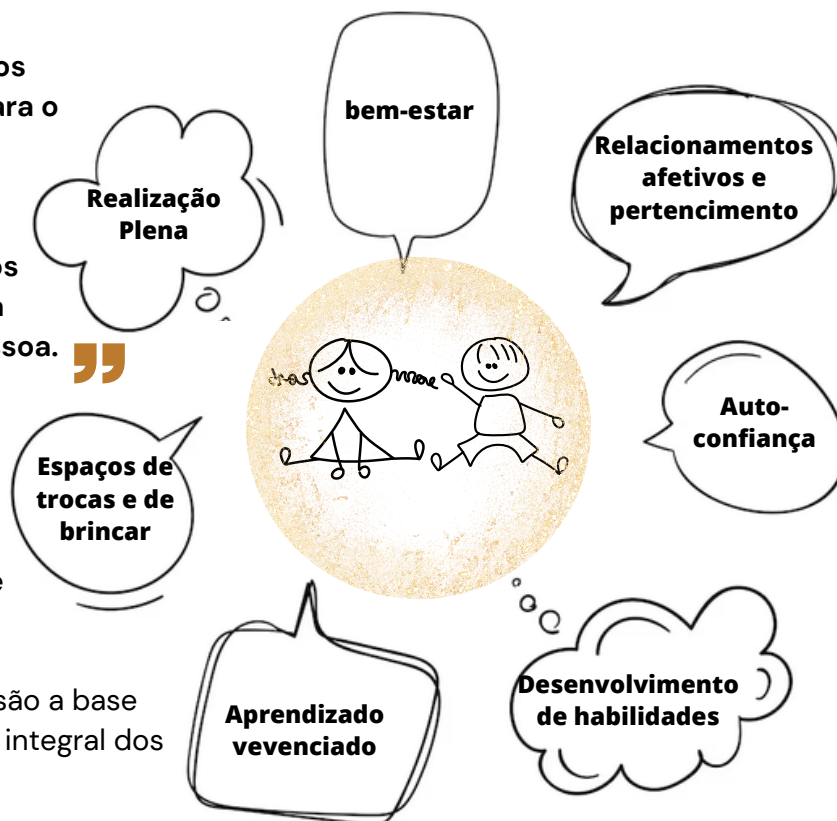 os
ara o
os
a
ssoa.
”
bem-estar
Realização
Plena
Relacionamentos
afetivos e
pertencimento
Auto-
confiança
Espaços de
trocas e de
brincar
e
são a base
integral dos
Aprendizado
vevenciado
Desenvolvimento
de habilidades